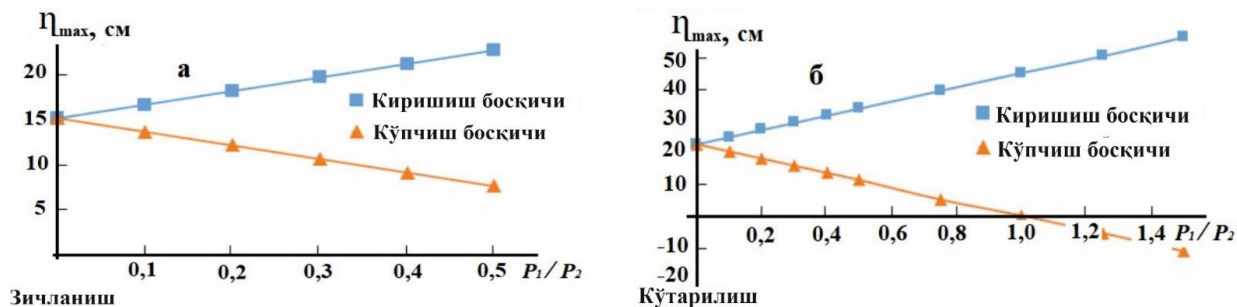 η max, см
а
20
15
10
5
Киришиш босқичи
Кўпчиш босқичи
0,1 0,2 0,3 0,4 0,5 P₁/P₂
Зичланиш
η max, см
б
50
40
30
20
10
-10
-20
Киришиш босқичи
Кўпчиш босқичи
0,2 0,4 0,6 0,8 1,0 1,2 1,4 P₁/P₂
Кўтарилиш